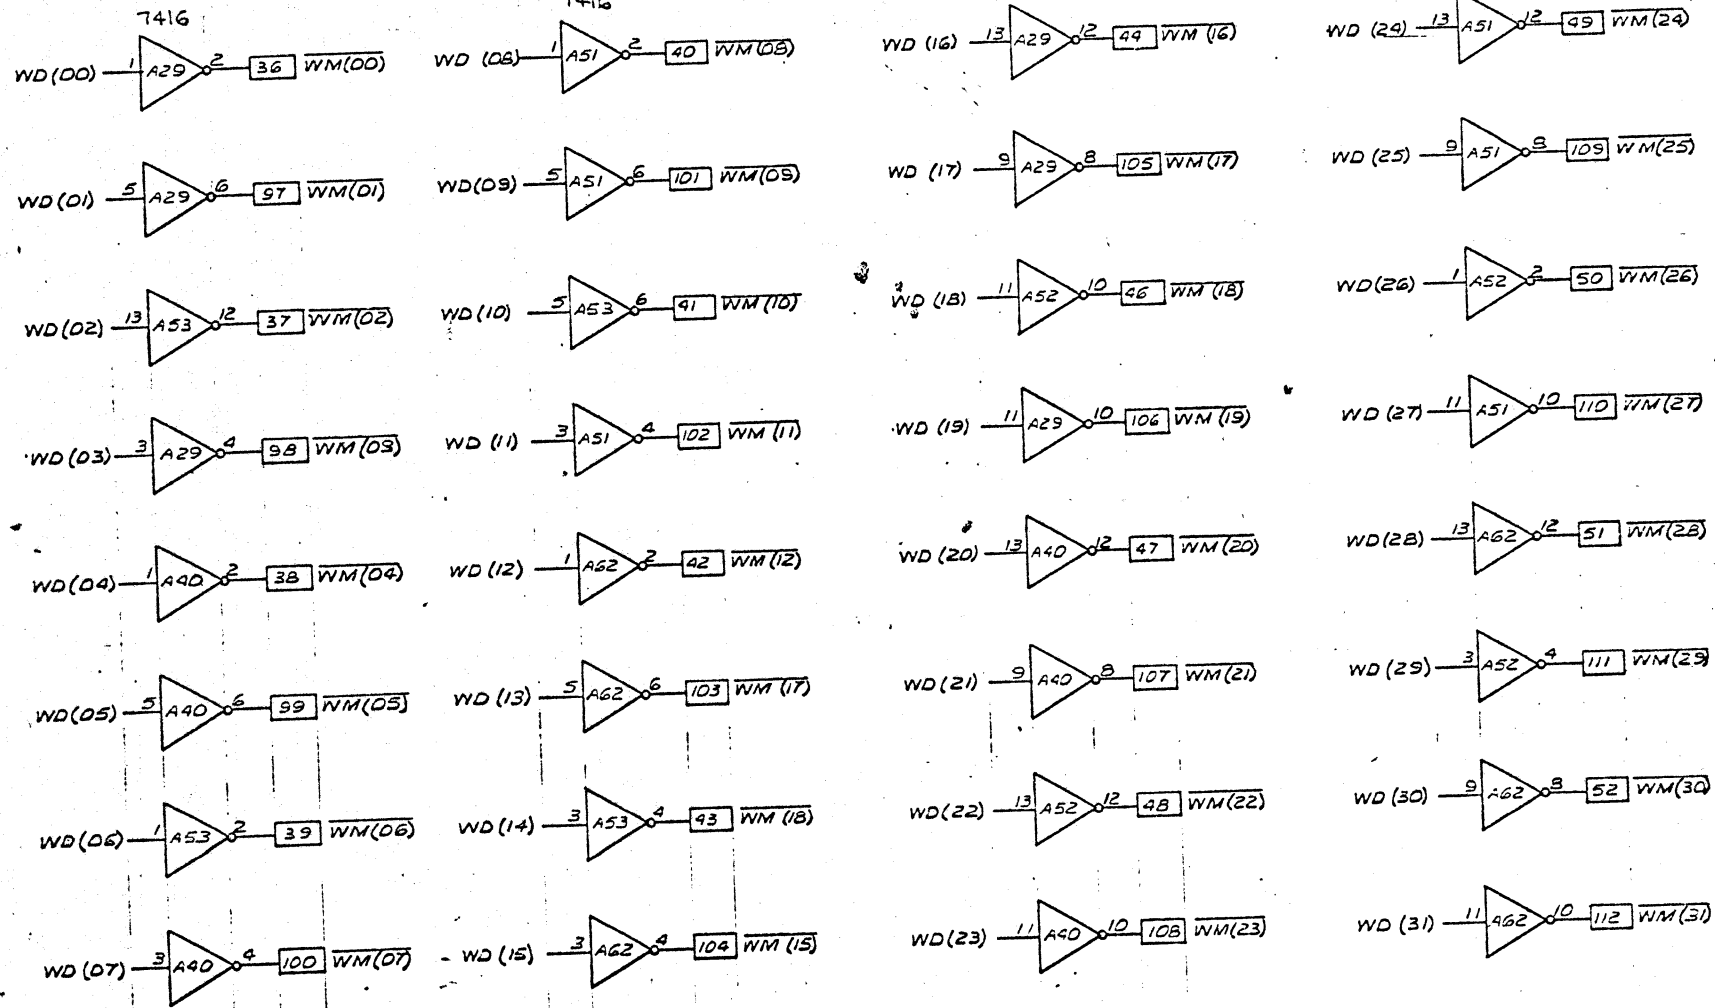 7416
WD(00) 1 A29 2 36 WM(00)
WD(01) 5 A29 6 97 WM(01)
WD(02) 13 A53 12 37 WM(02)
WD(03) 3 A29 4 98 WM(03)
WD(04) 1 A40 2 38 WM(04)
WD(05) 5 A40 6 99 WM(05)
WD(06) 1 A53 2 39 WM(06)
WD(07) 3 A40 4 100 WM(07)
7416
WD (08) 1 A51 2 40 WM(08)
WD(09) 5 A51 6 101 WM(09)
WD (10) 5 A53 6 41 WM(10)
WD (11) 3 A51 4 102 WM (11)
WD (12) 1 A62 2 42 WM(12)
WD (13) 5 A62 6 103 WM (17)
WD (14) 3 A53 4 43 WM (18)
WD (15) 3 A62 4 104 WM (15)
WD (16) 13 A29 12 44 WM (16)
WD (17) 9 A29 8 105 WM(17)
WD (18) 11 A52 10 46 WM (18)
WD (19) 11 A29 10 106 WM(19)
WD (20) 13 A40 12 47 WM(20)
WD (21) 9 A40 8 107 WM(21)
WD (22) 13 A52 12 48 WM(22)
WD(23) 11 A40 10 108 WM(23)
WD (24) 13 A51 12 49 WM(24)
WD (25) 9 A51 8 109 WM(25)
WD(26) 1 A52 2 50 WM(26)
WD (27) 11 A51 10 110 WM(27)
WD(28) 13 A62 12 51 WM(28)
WD (29) 3 A52 4 111 WM(29)
WD (30) 9 A62 8 52 WM(30)
WD (31) 11 A62 10 112 WM(31)